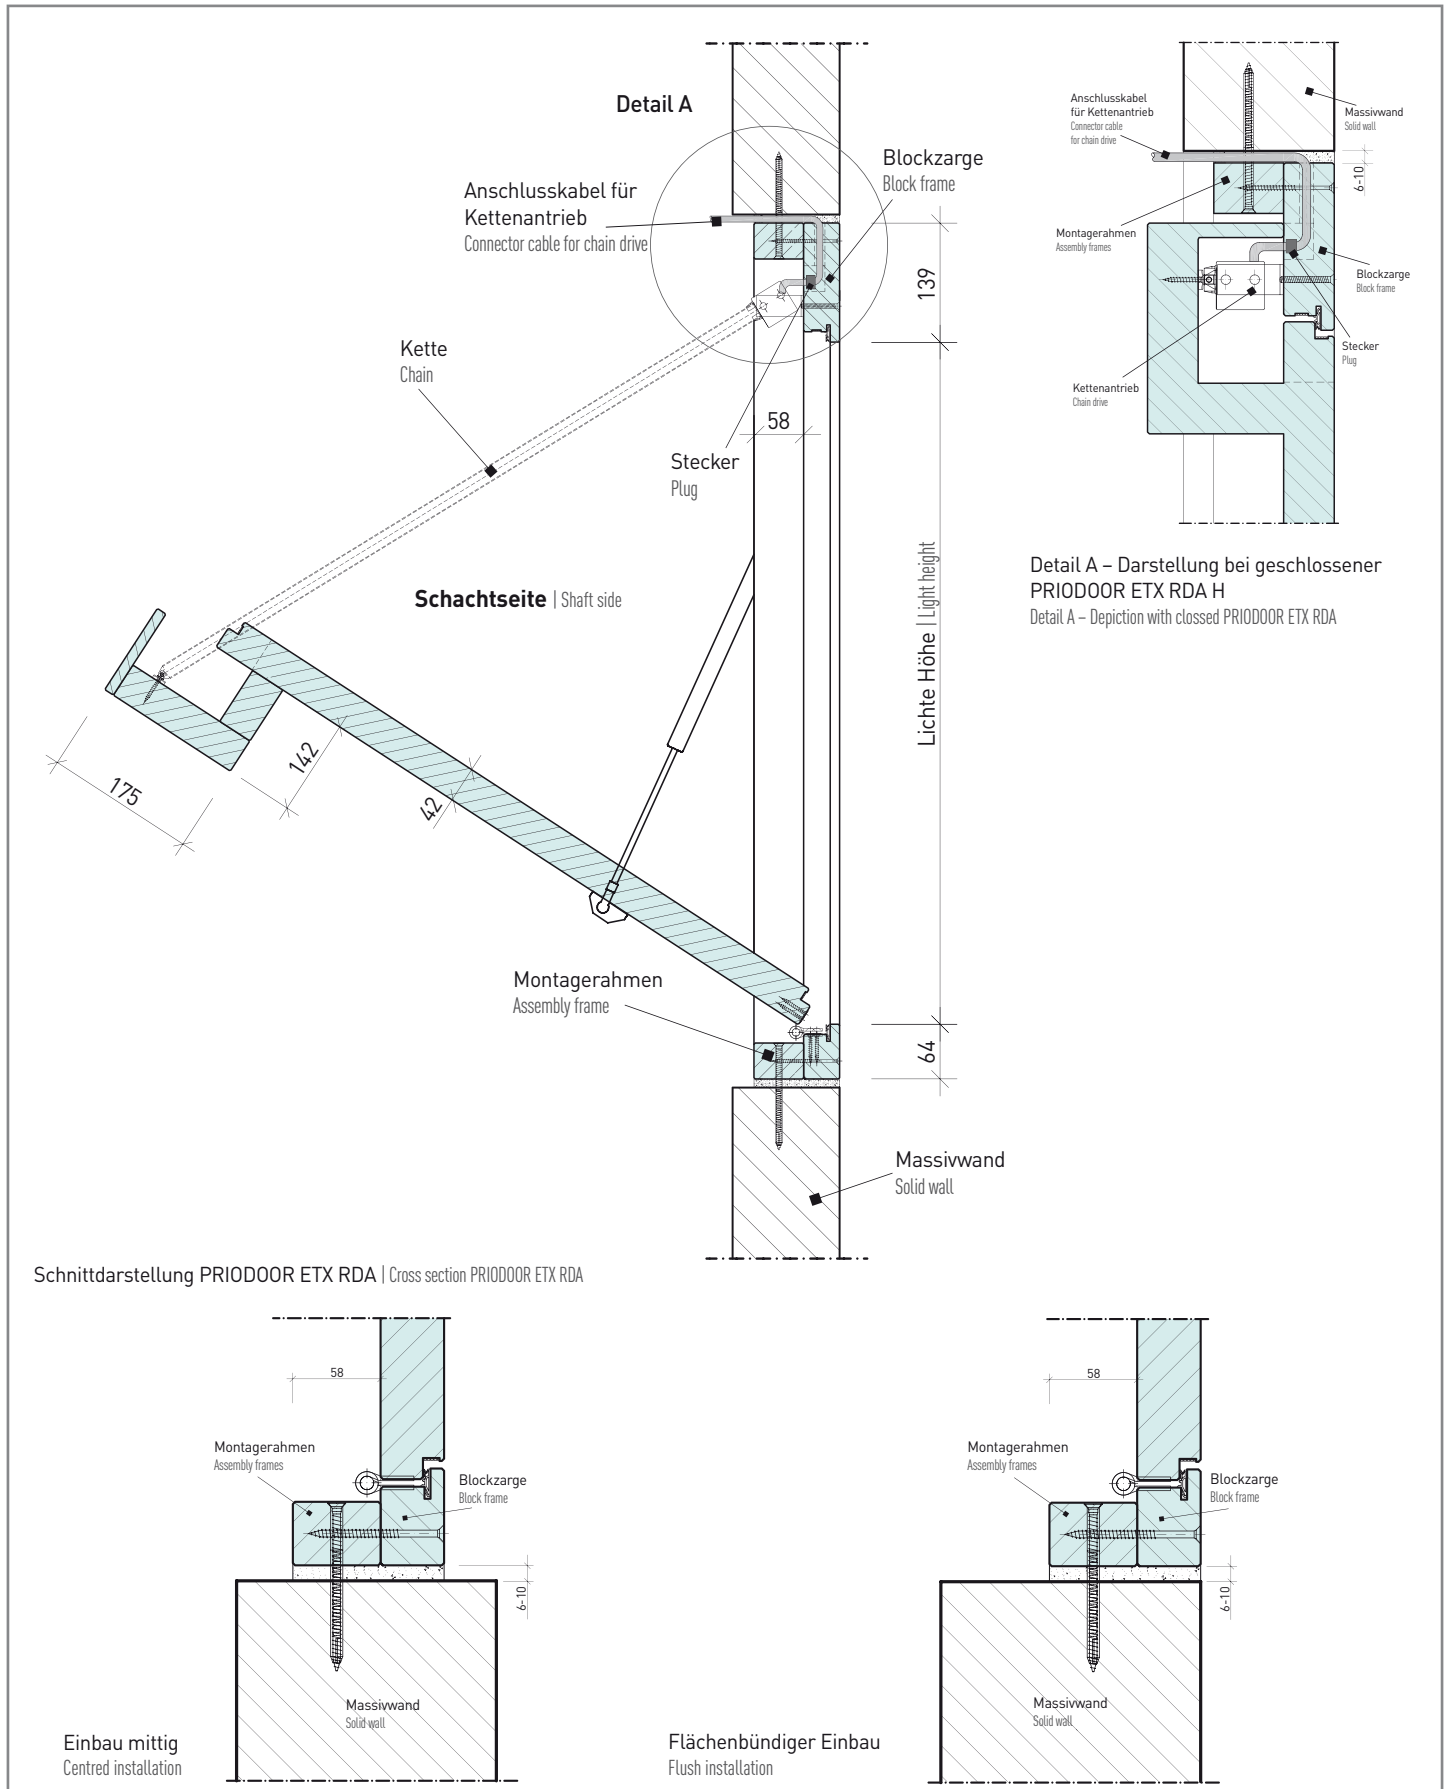 Detail A
Anschlusskabel für
Kettenantrieb
Connector cable for chain drive
Blockzarge
Block frame
139
Kette
Chain
58
Stecker
Plug
Schachtseite | Shaft side
Lichte Höhe | Light height
175
142
42
Montagerahmen
Assembly frame
64
Massivwand
Solid wall
Anschlusskabel
für Kettenantrieb
Connector cable
for chain drive
Massivwand
Solid wall
6-10
Montagerahmen
Assembly frames
Blockzarge
Block frame
Stecker
Plug
Kettenantrieb
Chain drive
Detail A – Darstellung bei geschlossener
PRIODOOR ETX RDA H
Detail A – Depiction with clossed PRIODOOR ETX RDA
Schnittdarstellung PRIODOOR ETX RDA | Cross section PRIODOOR ETX RDA
58
Montagerahmen
Assembly frames
Blockzarge
Block frame
6-10
Massivwand
Solid wall
Einbau mittig
Centred installation
58
Montagerahmen
Assembly frames
Blockzarge
Block frame
6-10
Massivwand
Solid wall
Flächenbündiger Einbau
Flush installation